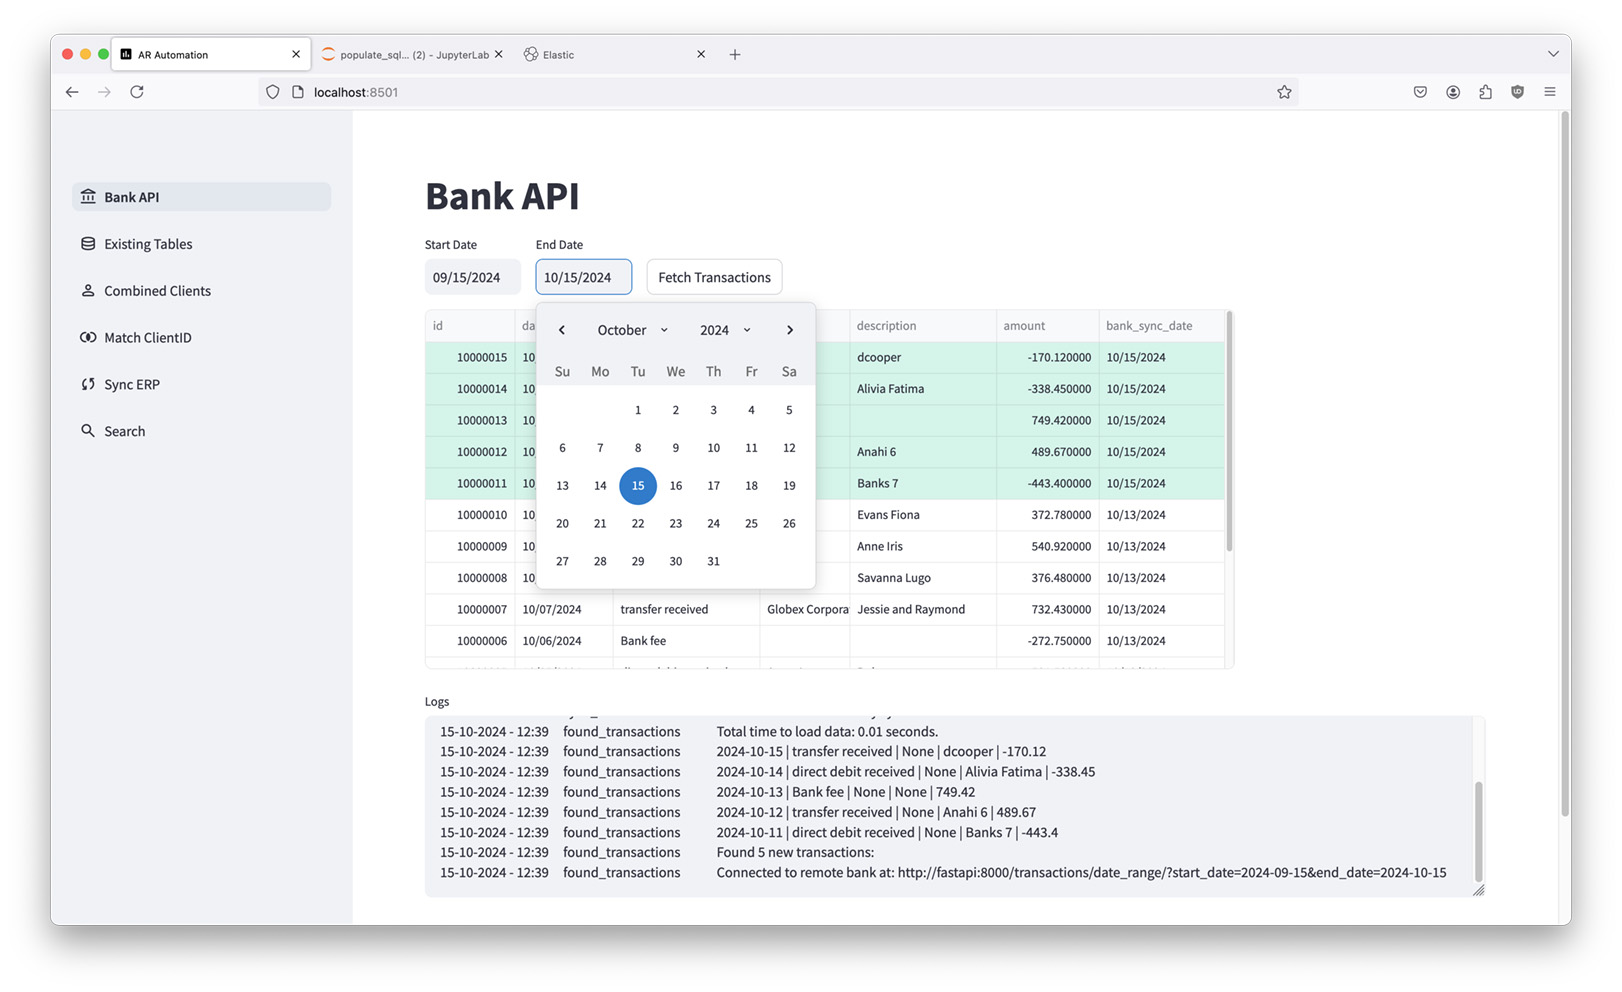 AR Automation
populate_sql... (2) - JupyterLab
Elastic
localhost:8501
Bank API
Existing Tables
Combined Clients
Match ClientID
Sync ERP
Search
Bank API
Start Date End Date
09/15/2024 10/15/2024 Fetch Transactions
id da description amount bank_sync_date
10000015 10/ dcooper -170.120000 10/15/2024
10000014 10/ Alivia Fatima -338.450000 10/15/2024
10000013 10/ 749.420000 10/15/2024
10000012 10/ Anahi 6 489.670000 10/15/2024
10000011 10/ Banks 7 -443.400000 10/15/2024
10000010 10/ Evans Fiona 372.780000 10/13/2024
10000009 10/ Anne Iris 540.920000 10/13/2024
10000008 10/ Savanna Lugo 376.480000 10/13/2024
10000007 10/07/2024 transfer received Globex Corpora Jessie and Raymond 732.430000 10/13/2024
10000006 10/06/2024 Bank fee -272.750000 10/13/2024
October 2024
Su Mo Tu We Th Fr Sa
1 2 3 4 5
6 7 8 9 10 11 12
13 14 15 16 17 18 19
20 21 22 23 24 25 26
27 28 29 30 31
Logs
15-10-2024 - 12:39 found_transactions Total time to load data: 0.01 seconds.
15-10-2024 - 12:39 found_transactions 2024-10-15 | transfer received | None | dcooper | -170.12
15-10-2024 - 12:39 found_transactions 2024-10-14 | direct debit received | None | Alivia Fatima | -338.45
15-10-2024 - 12:39 found_transactions 2024-10-13 | Bank fee | None | None | 749.42
15-10-2024 - 12:39 found_transactions 2024-10-12 | transfer received | None | Anahi 6 | 489.67
15-10-2024 - 12:39 found_transactions 2024-10-11 | direct debit received | None | Banks 7 | -443.4
15-10-2024 - 12:39 found_transactions Found 5 new transactions:
15-10-2024 - 12:39 found_transactions Connected to remote bank at: http://fastapi:8000/transactions/date_range/?start_date=2024-09-15&end_date=2024-10-15